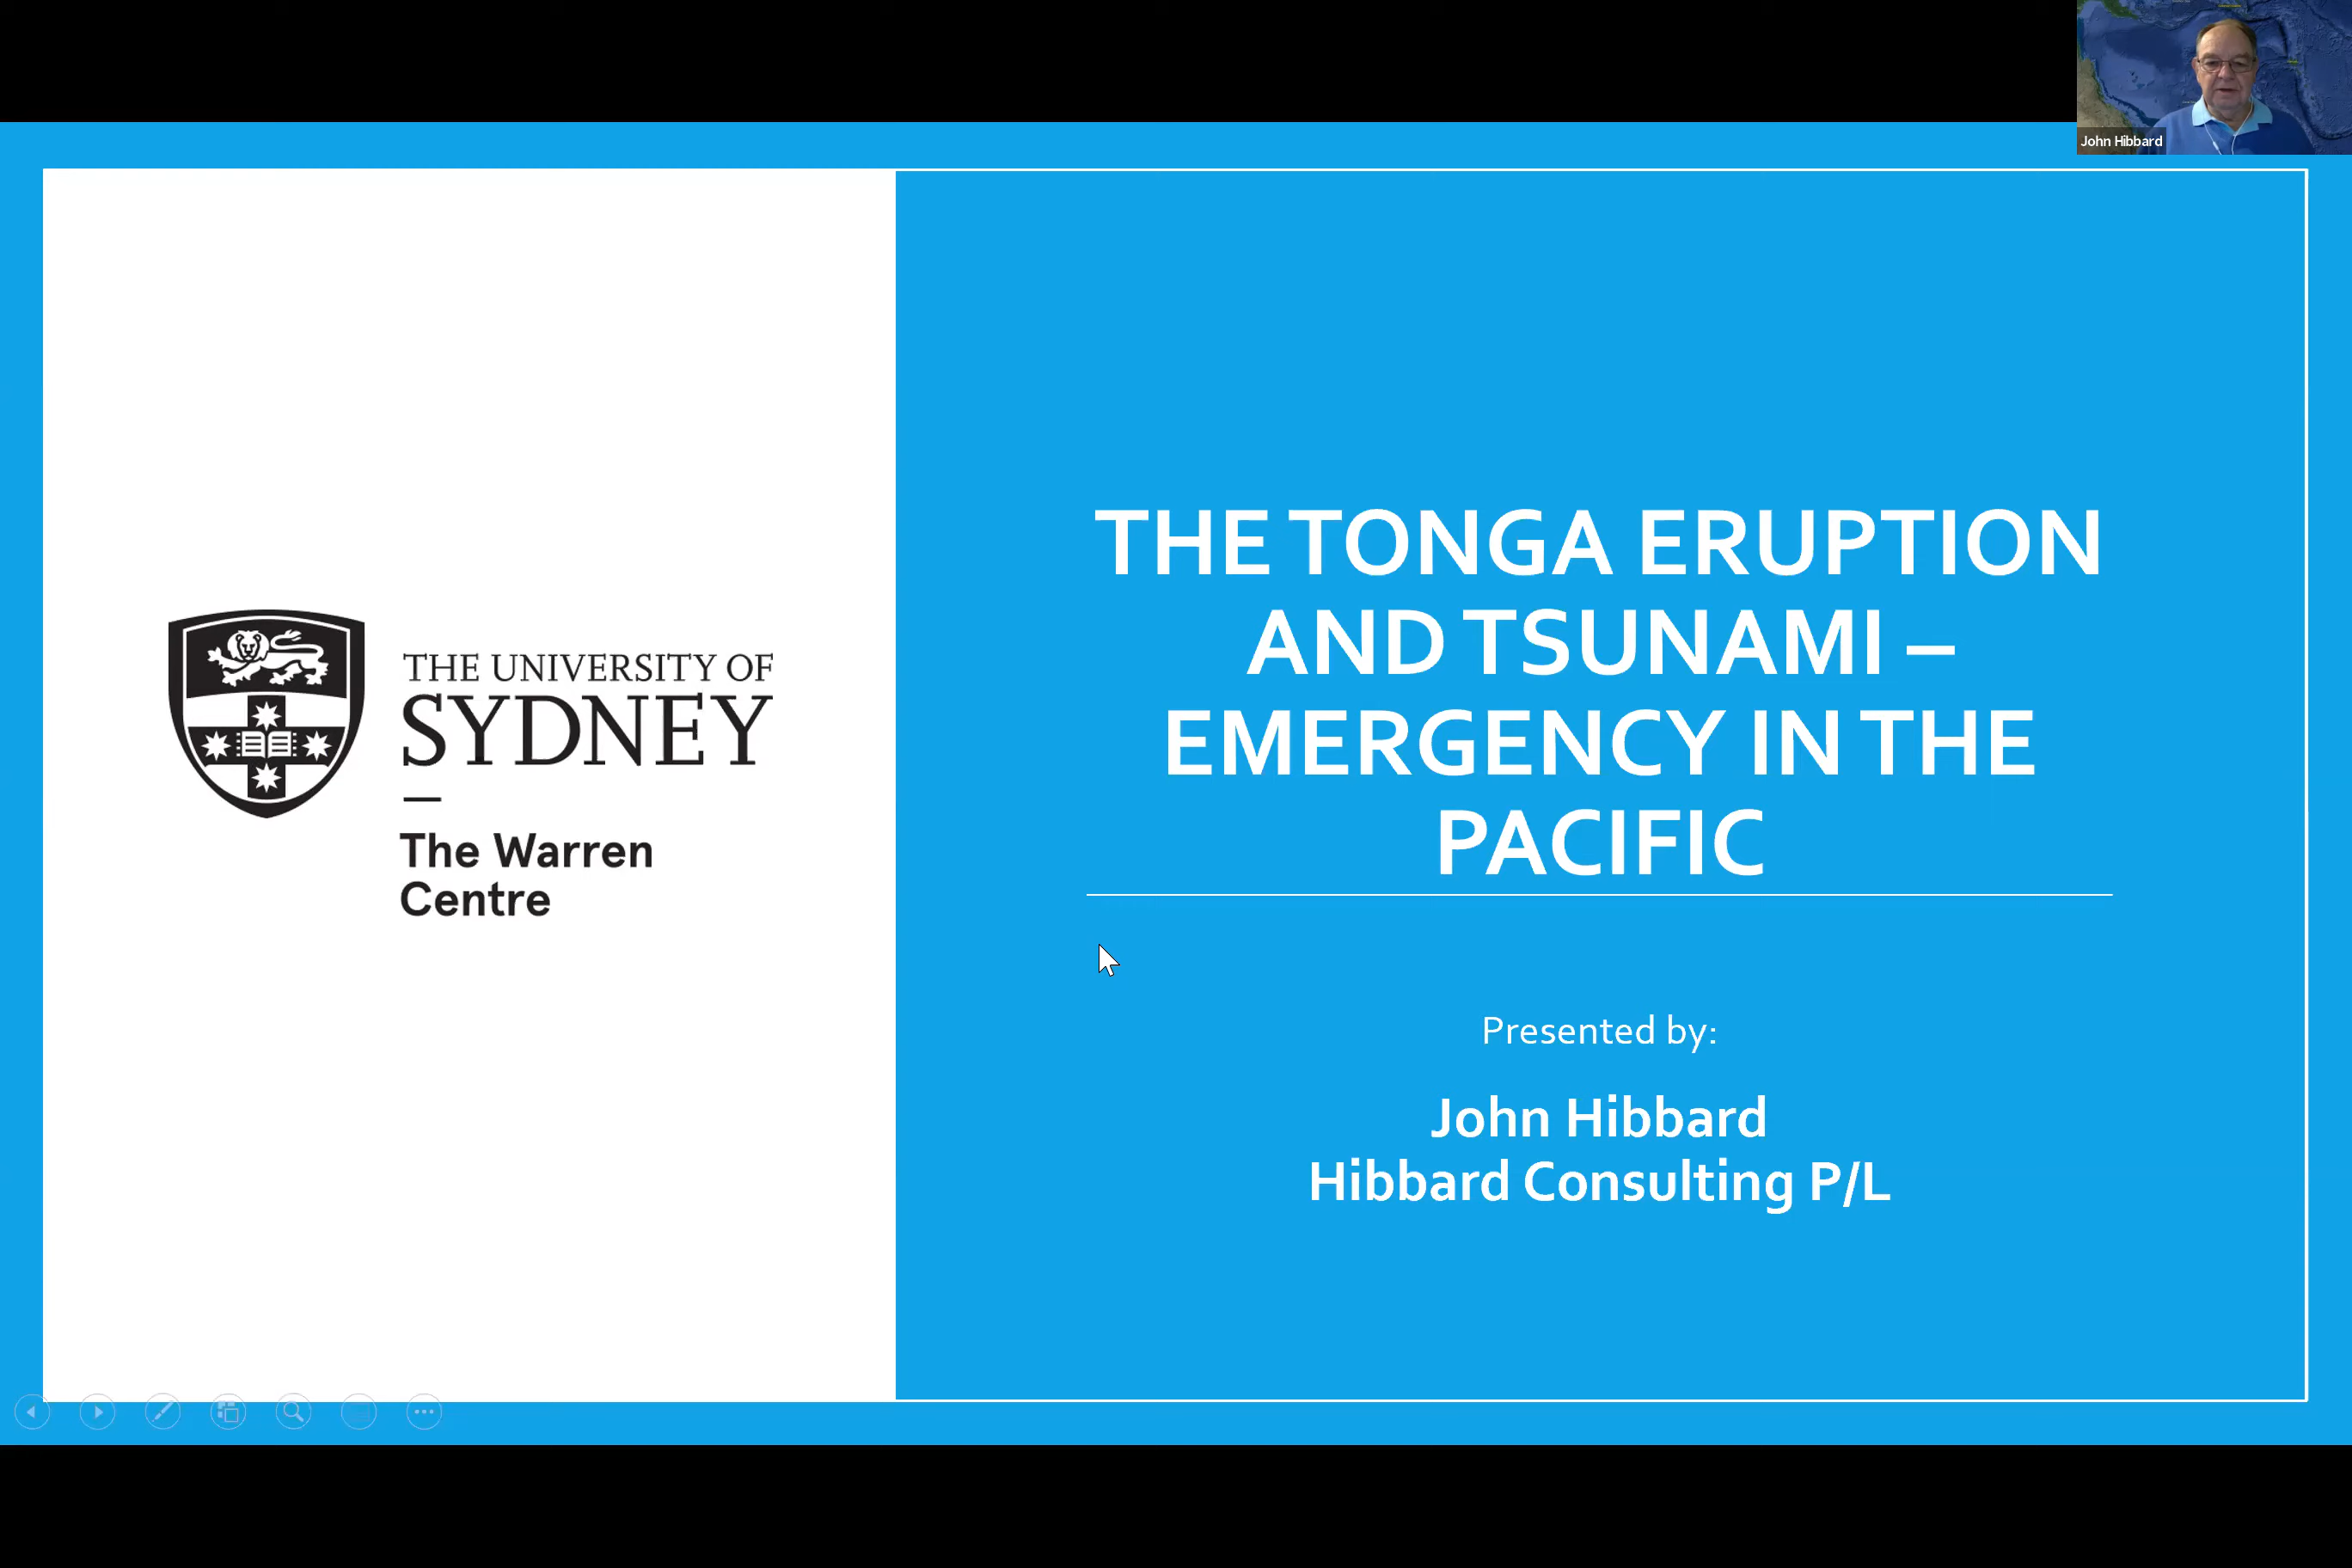 John Hibbard
THE UNIVERSITY OF
SYDNEY
The Warren
Centre
THE TONGA ERUPTION
AND TSUNAMI –
EMERGENCY IN THE
PACIFIC
Presented by:
John Hibbard
Hibbard Consulting P/L